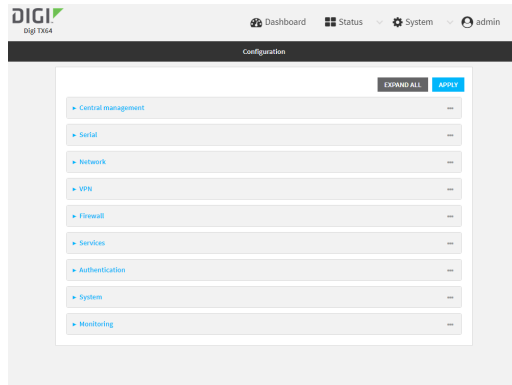 DIGI.
Digi TX64
Dashboard Status System admin
Configuration
EXPAND ALL APPLY
Central management
Serial
Network
VPN
Firewall
Services
Authentication
System
Monitoring